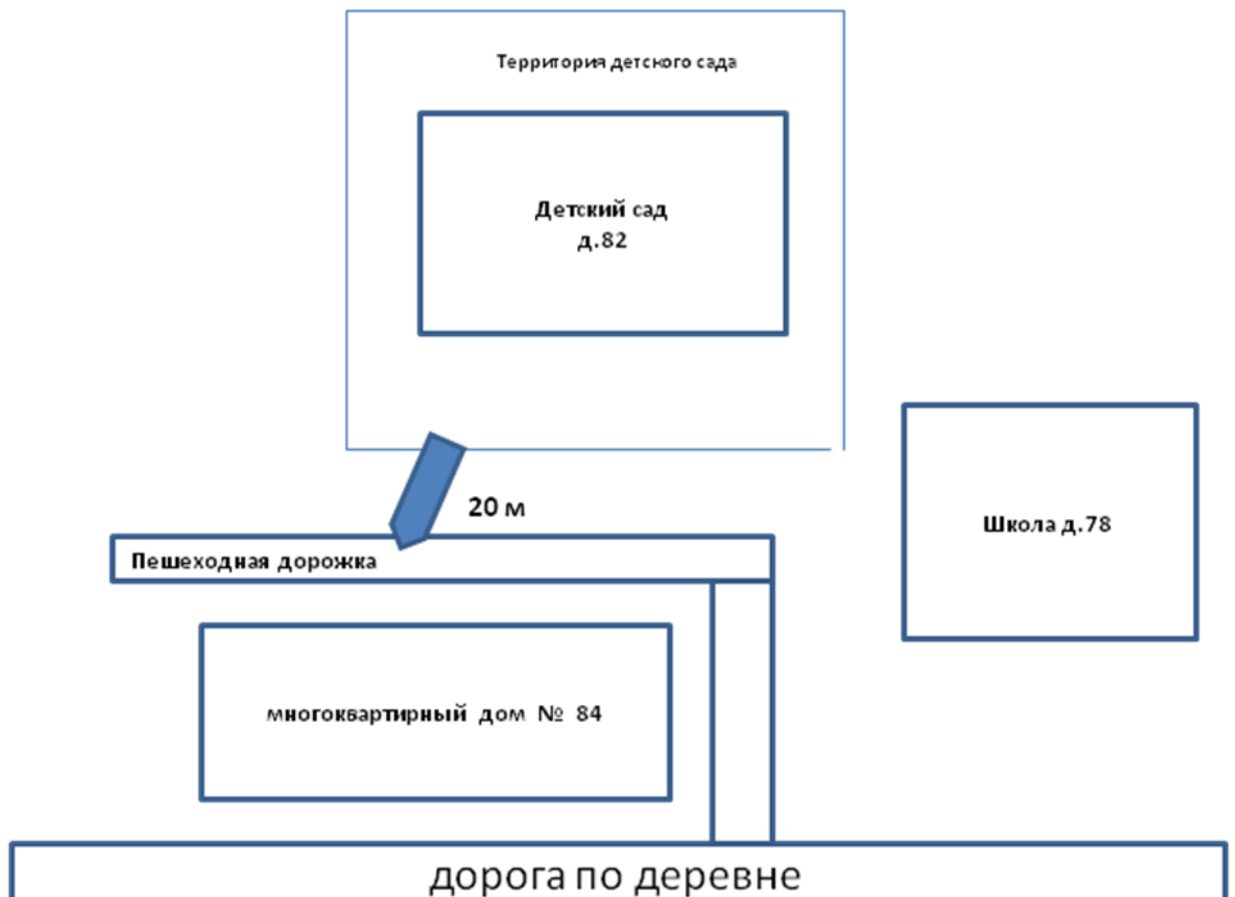 Территория детского сада
Детский сад
д.82
20 м
Школа д.78
Пешеходная дорожка
многоквартирный дом № 84
дорога по деревне